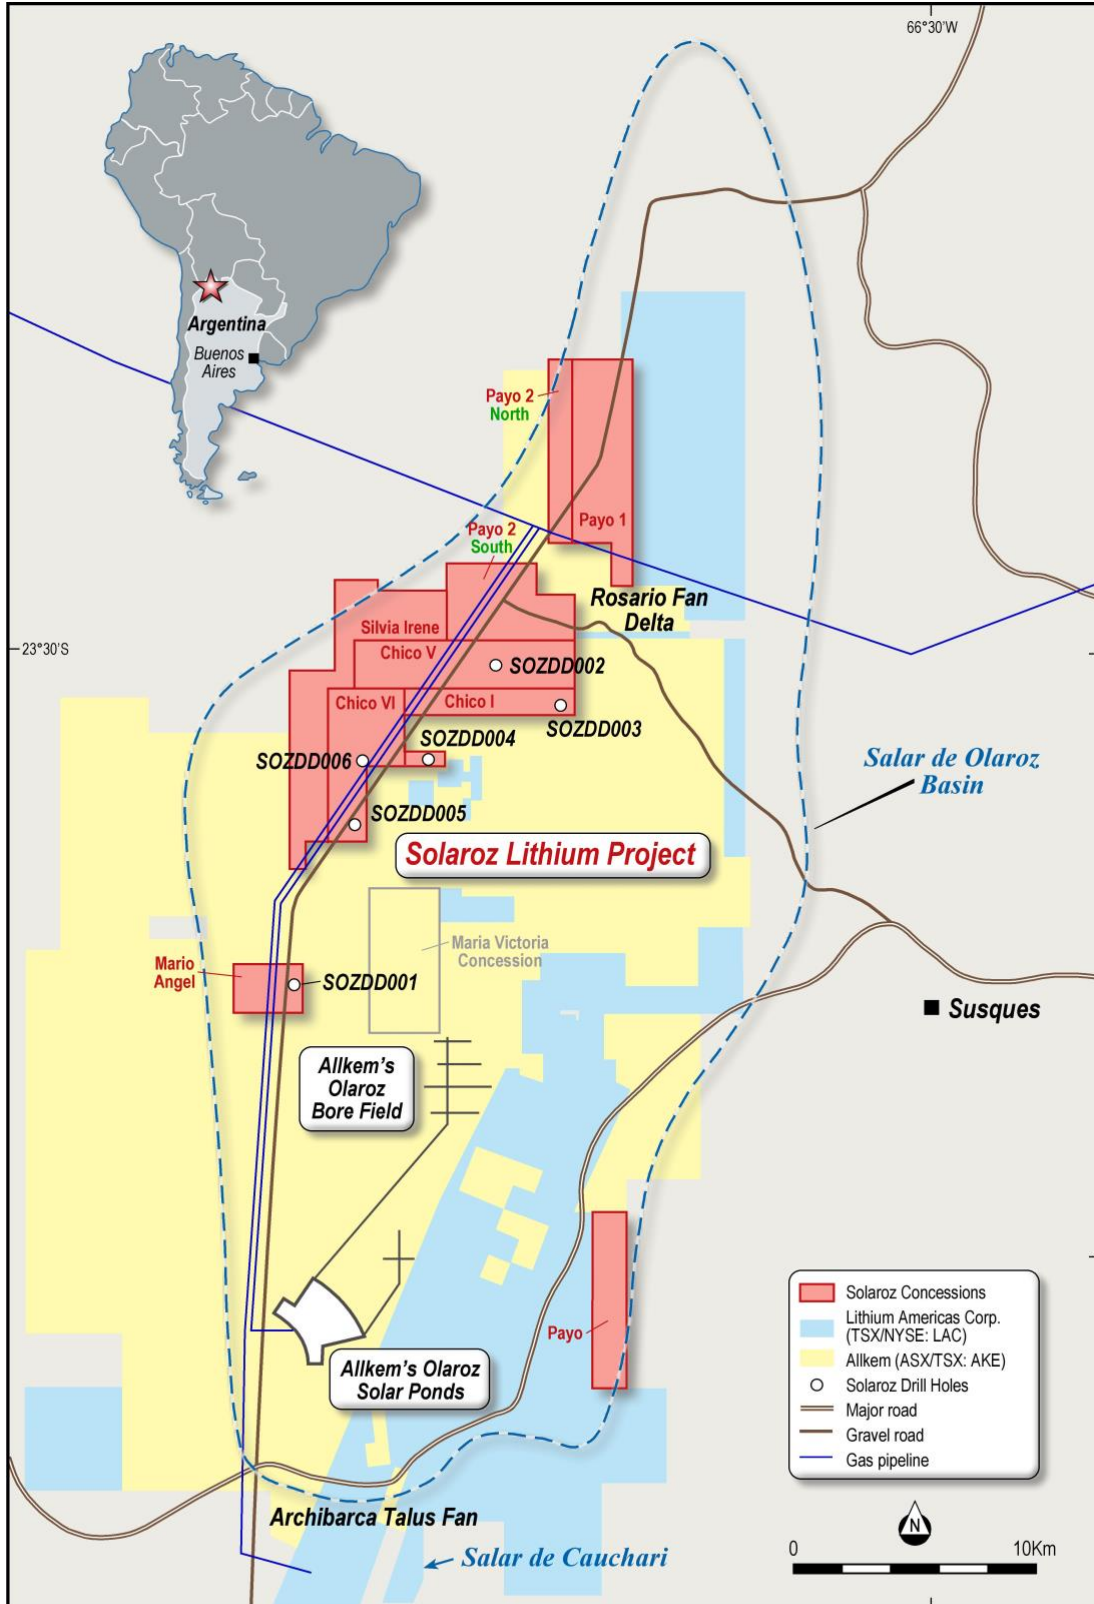 66°30'W
Argentina
Buenos
Aires
Payo 2
North
Payo 1
Payo 2
South
Rosario Fan
Delta
23°30'S
Silvia Irene
Chico V
SOZDD002
Chico VI
Chico I
SOZDD003
SOZDD004
SOZDD006
SOZDD005
Salar de Olaroz
Basin
Solaroz Lithium Project
Maria Victoria
Concession
Mario
Angel
SOZDD001
Susques
Allkem's
Olaroz
Bore Field
Payo
Allkem's Olaroz
Solar Ponds
Solaroz Concessions
Lithium Americas Corp.
(TSX/NYSE: LAC)
Allkem (ASX/TSX: AKE)
Solaroz Drill Holes
Major road
Gravel road
Gas pipeline
Archibarca Talus Fan
Salar de Cauchari
N
0
10Km